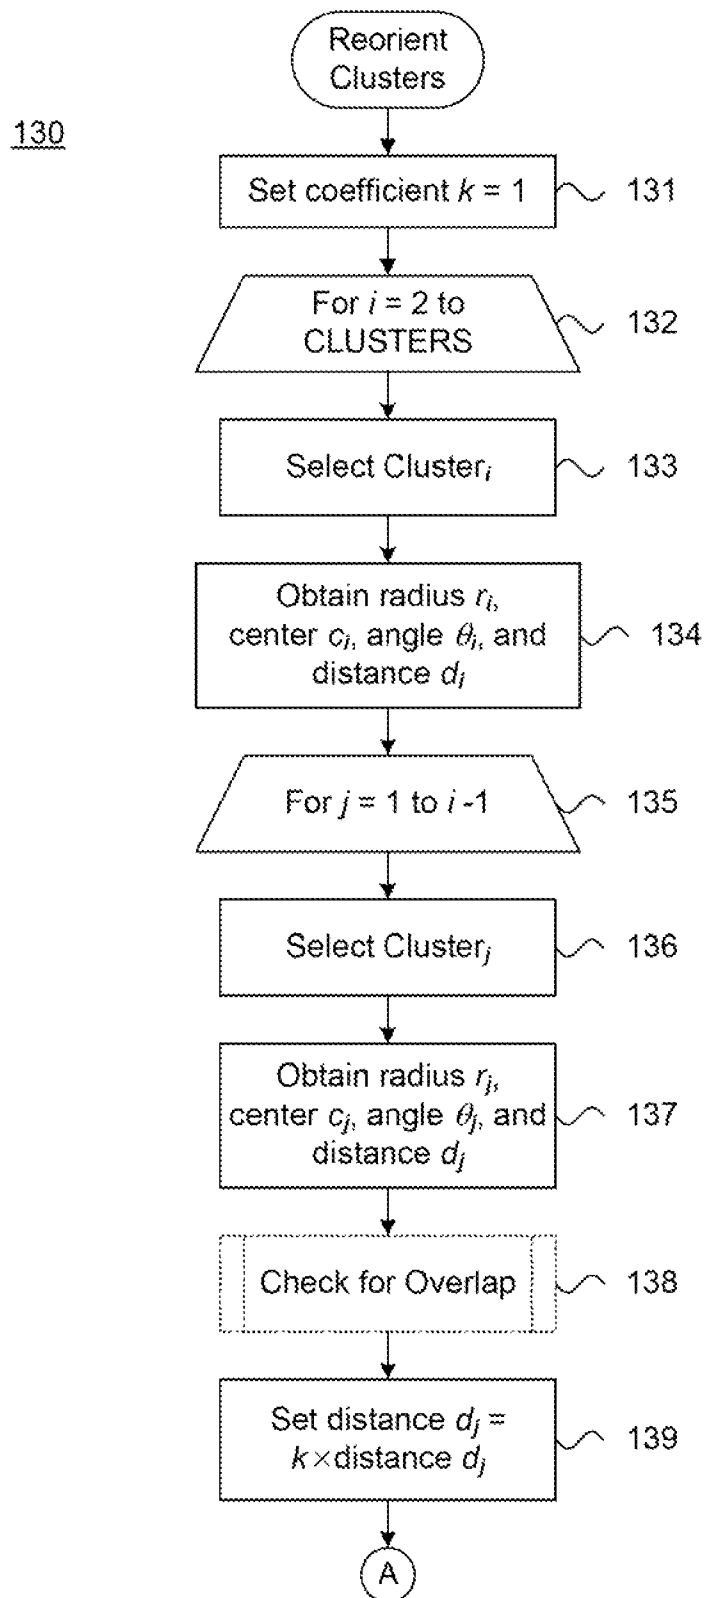 Reorient
Clusters
130
Set coefficient k = 1
131
For i = 2 to
CLUSTERS
132
Select Clusterᵢ
133
Obtain radius rᵢ,
center cᵢ, angle θᵢ, and
distance dᵢ
134
For j = 1 to i -1
135
Select Clusterⱼ
136
Obtain radius rⱼ,
center cⱼ, angle θⱼ, and
distance dⱼ
137
Check for Overlap
138
Set distance dⱼ =
k×distance dⱼ
139
A